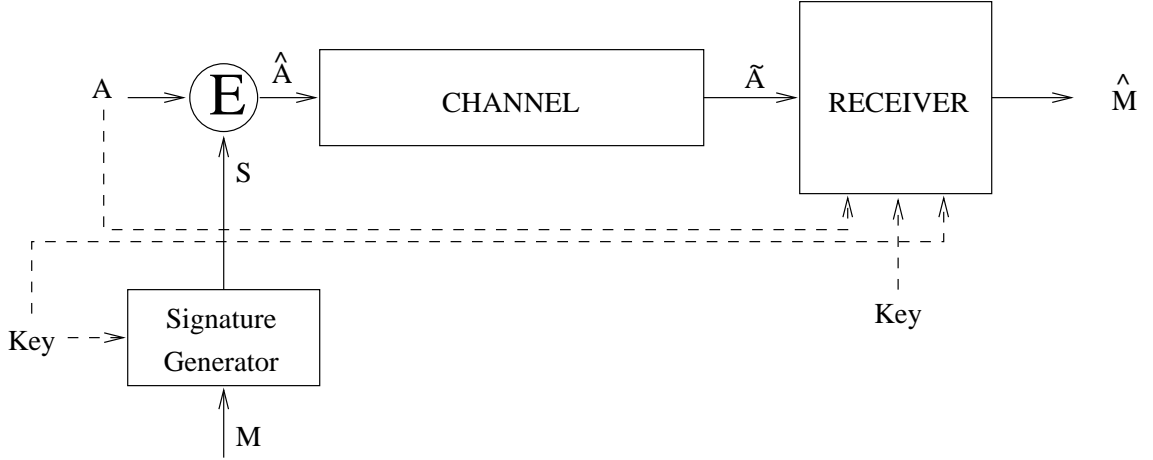 A
E
Â
CHANNEL
Ã
RECEIVER
M̂
S
Key
Signature
Generator
Key
M